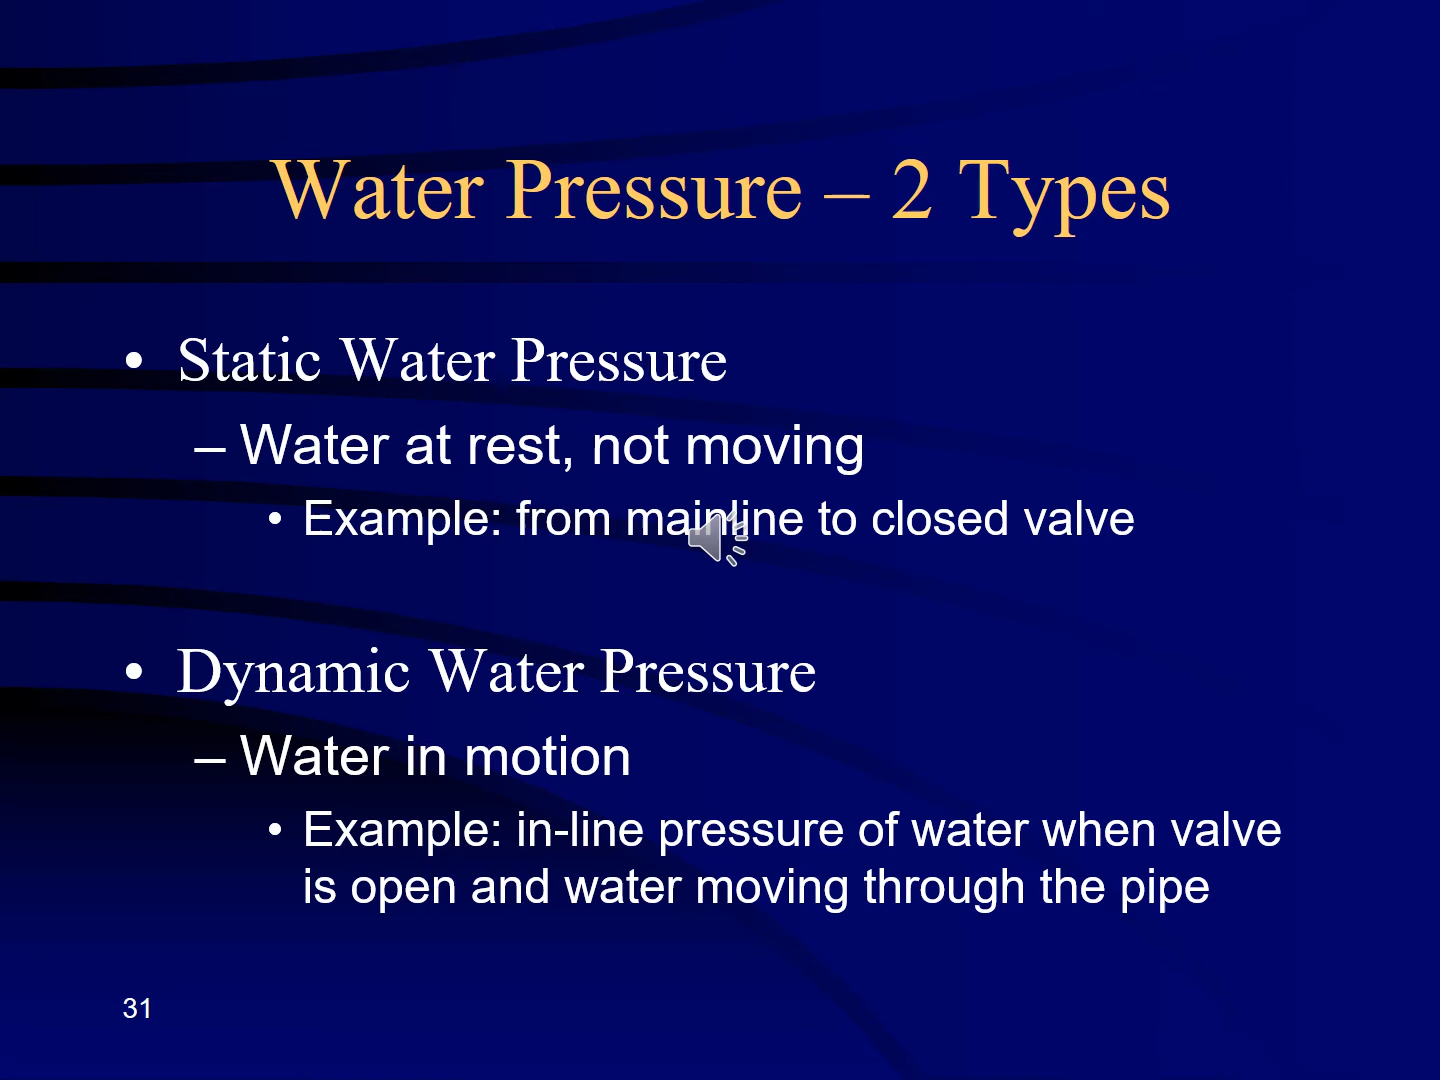 Water Pressure – 2 Types
• Static Water Pressure
– Water at rest, not moving
• Example: from mainline to closed valve
• Dynamic Water Pressure
– Water in motion
• Example: in-line pressure of water when valve
is open and water moving through the pipe
31